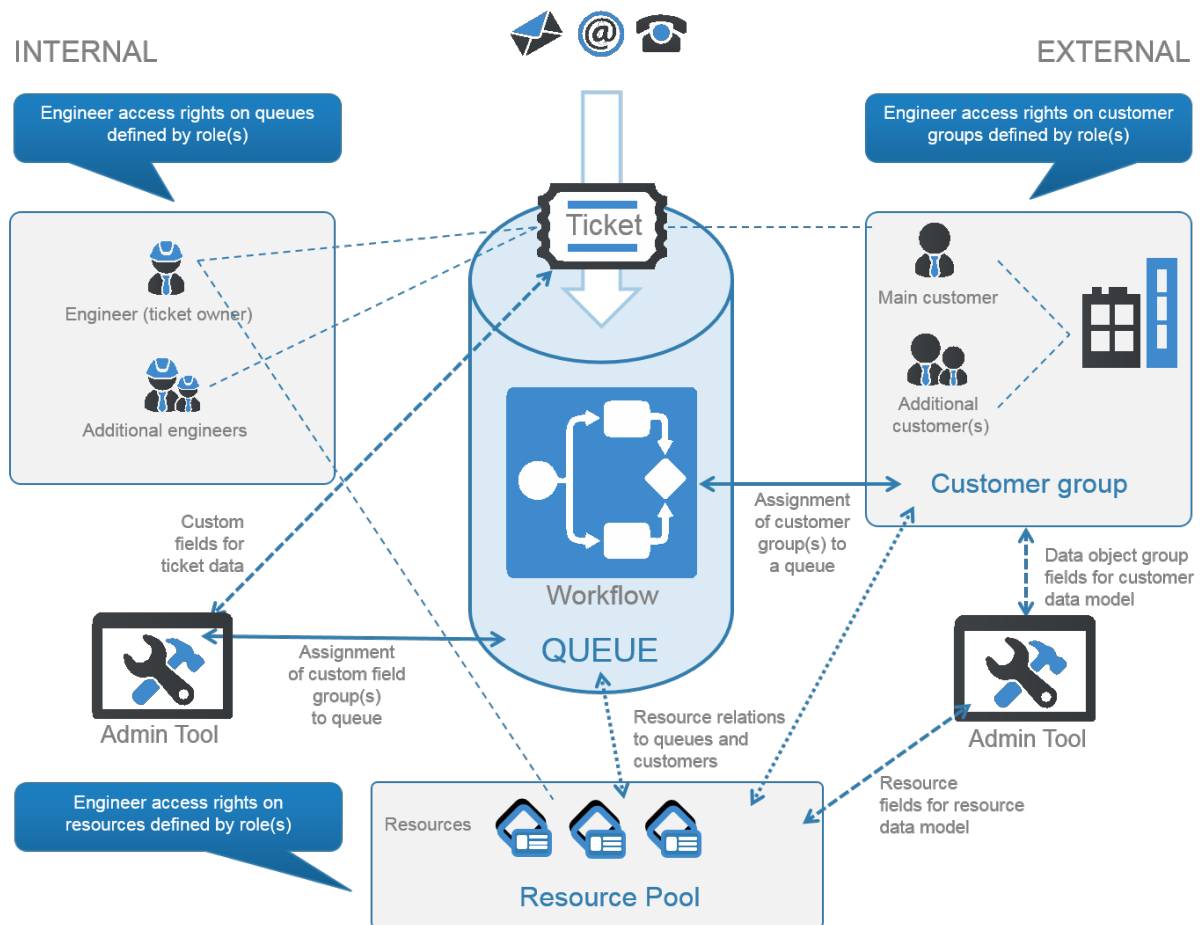 INTERNAL
EXTERNAL
Engineer access rights on queues
defined by role(s)
Engineer access rights on customer
groups defined by role(s)
Ticket
Engineer (ticket owner)
Additional engineers
Main customer
Additional
customer(s)
Customer group
Custom
fields for
ticket data
Workflow
QUEUE
Assignment
of customer
group(s) to
a queue
Data object group
fields for customer
data model
Admin Tool
Assignment
of custom field
group(s)
to queue
Resource relations
to queues and
customers
Admin Tool
Resource
fields for resource
data model
Engineer access rights on
resources defined by role(s)
Resources
Resource Pool